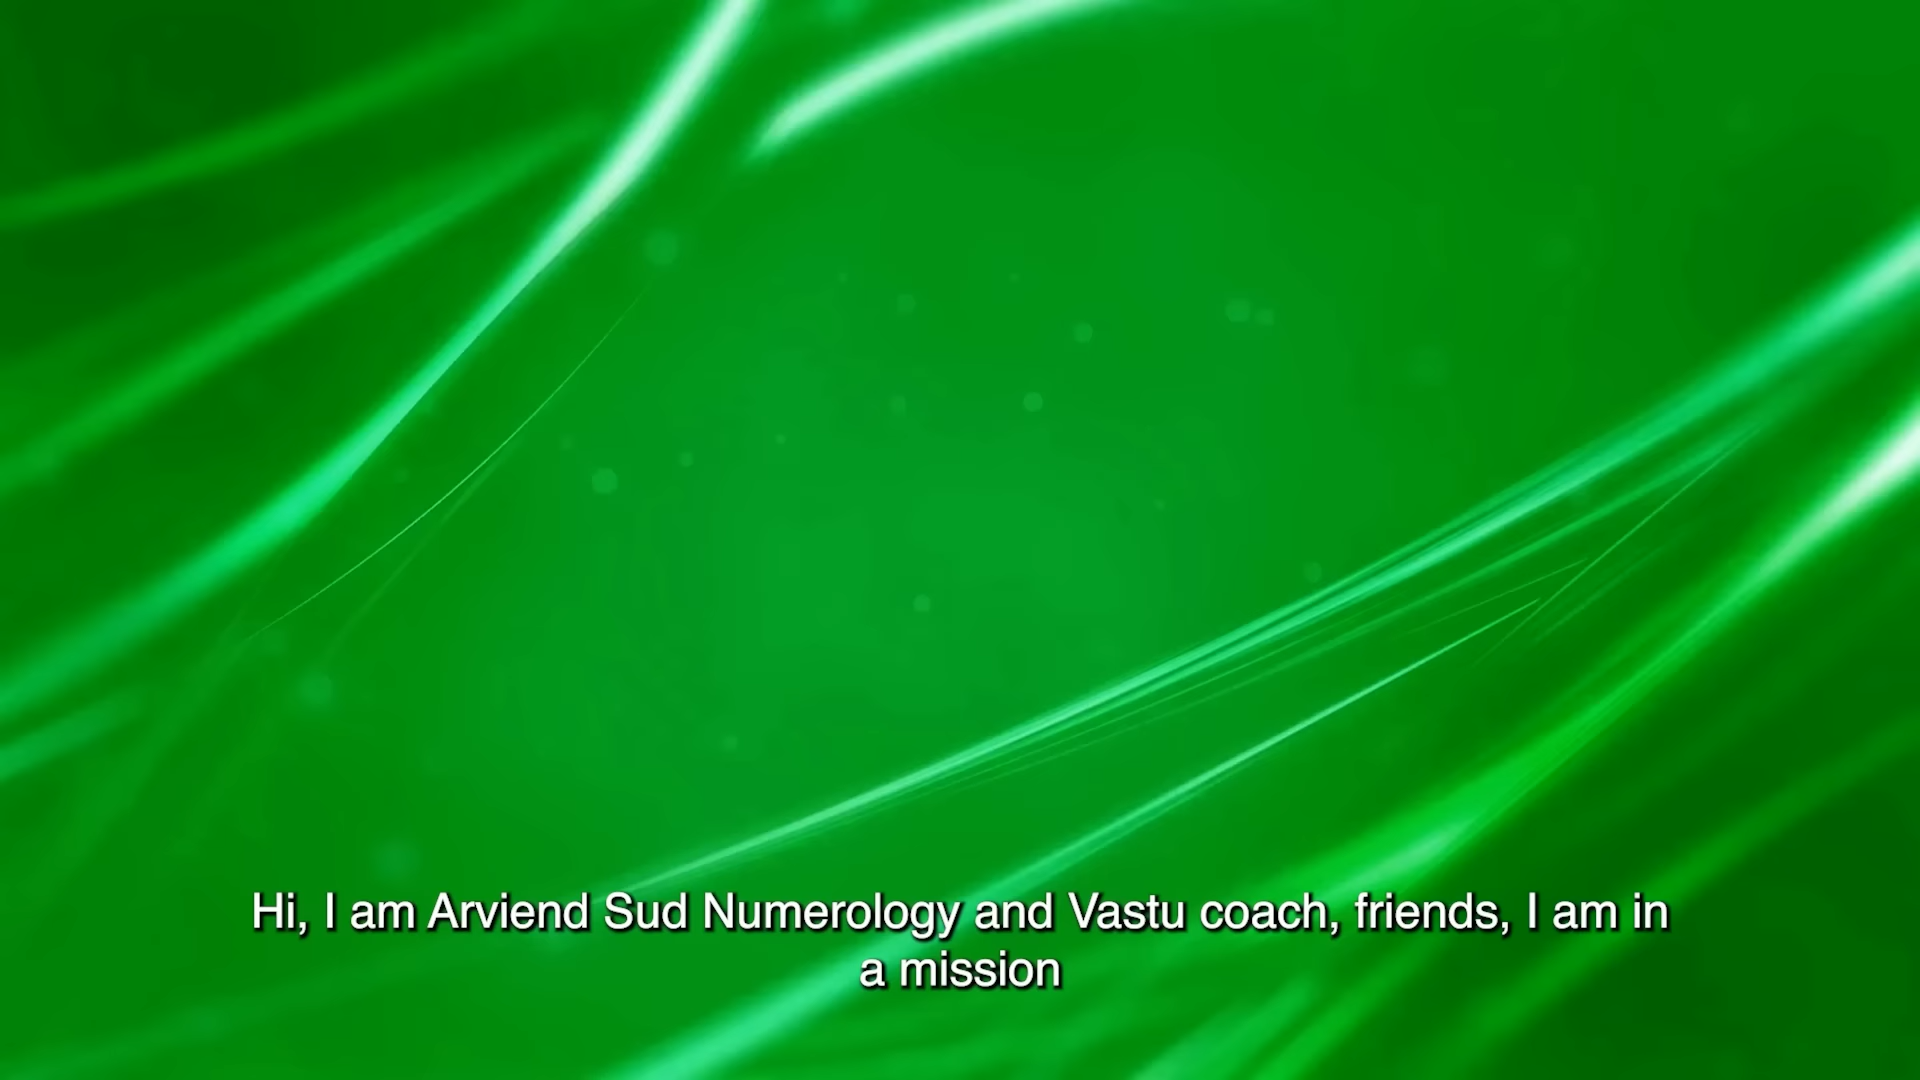 Hi, I am Arviend Sud Numerology and Vastu coach, friends, I am in
a mission